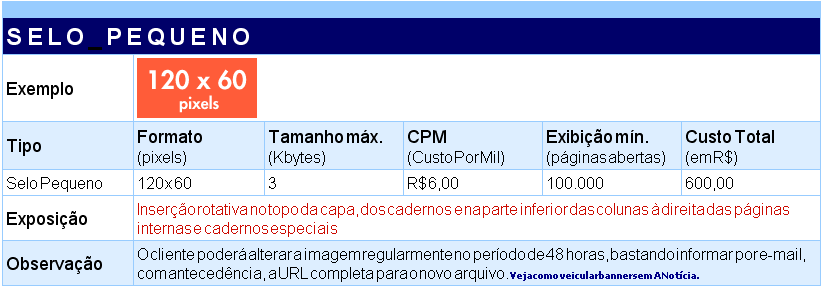 SELO_PEQUENO
Exemplo
120 x 60
pixels
Tipo
Formato
(pixels)
Tamanho máx.
(Kbytes)
CPM
(Custo Por Mil)
Exibição mín.
(páginas abertas)
Custo Total
(em R$)
Selo Pequeno 120x60 3 R$6,00 100.000 600,00
Exposição
Inserção rotativa no topo da capa, dos cadernos e na parte inferior das colunas à direita das páginas
internas e cadernos especiais
Observação
O cliente poderá alterar a imagem regularmente no período de 48 horas, bastando informar por e-mail,
com antecedência, a URL completa para o novo arquivo. Veja como veicular banners em A Notícia.